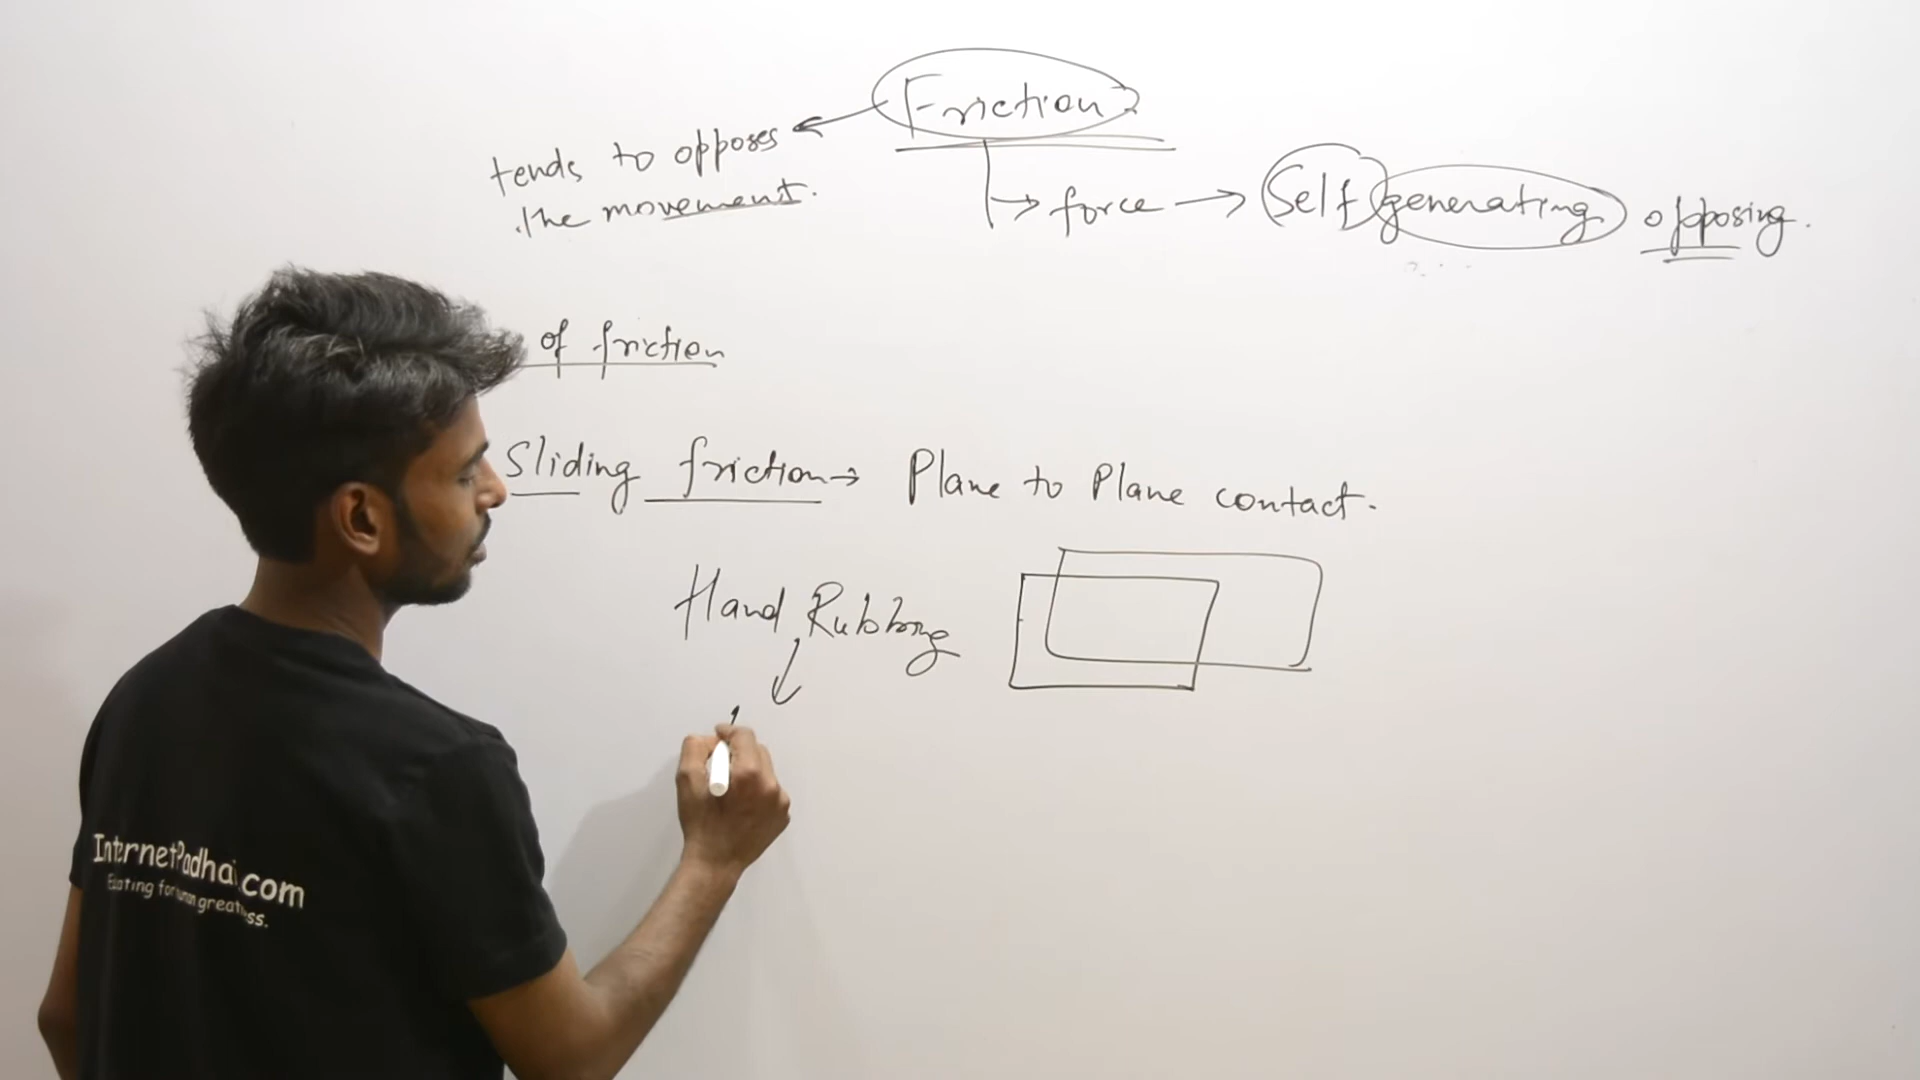 Friction
tends to opposes
the movement.
force → Self generating opposing.
of friction
Sliding friction → Plane to Plane contact.
Hand Rubbing
InternetPadhai.com